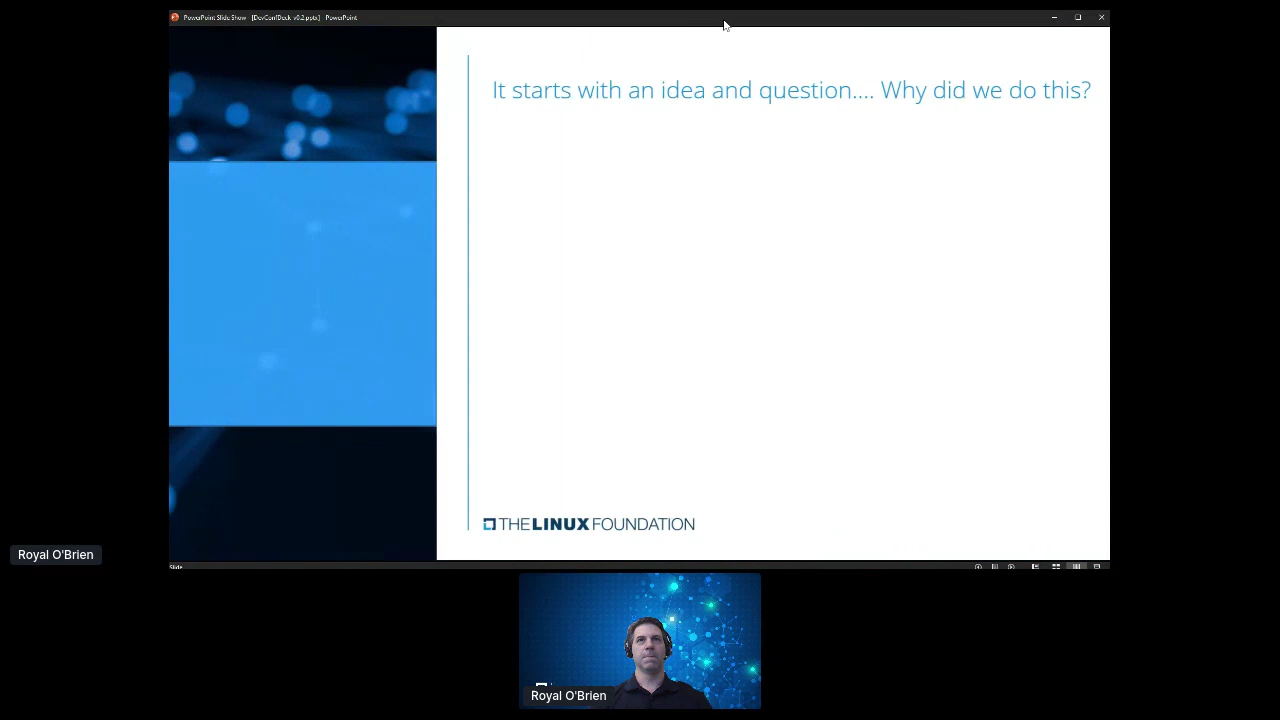 PowerPoint Slide Show - [DevConfDeck v0.2.pptx] - PowerPoint
It starts with an idea and question.... Why did we do this?
THE LINUX FOUNDATION
Slide
Royal O'Brien
Royal O'Brien